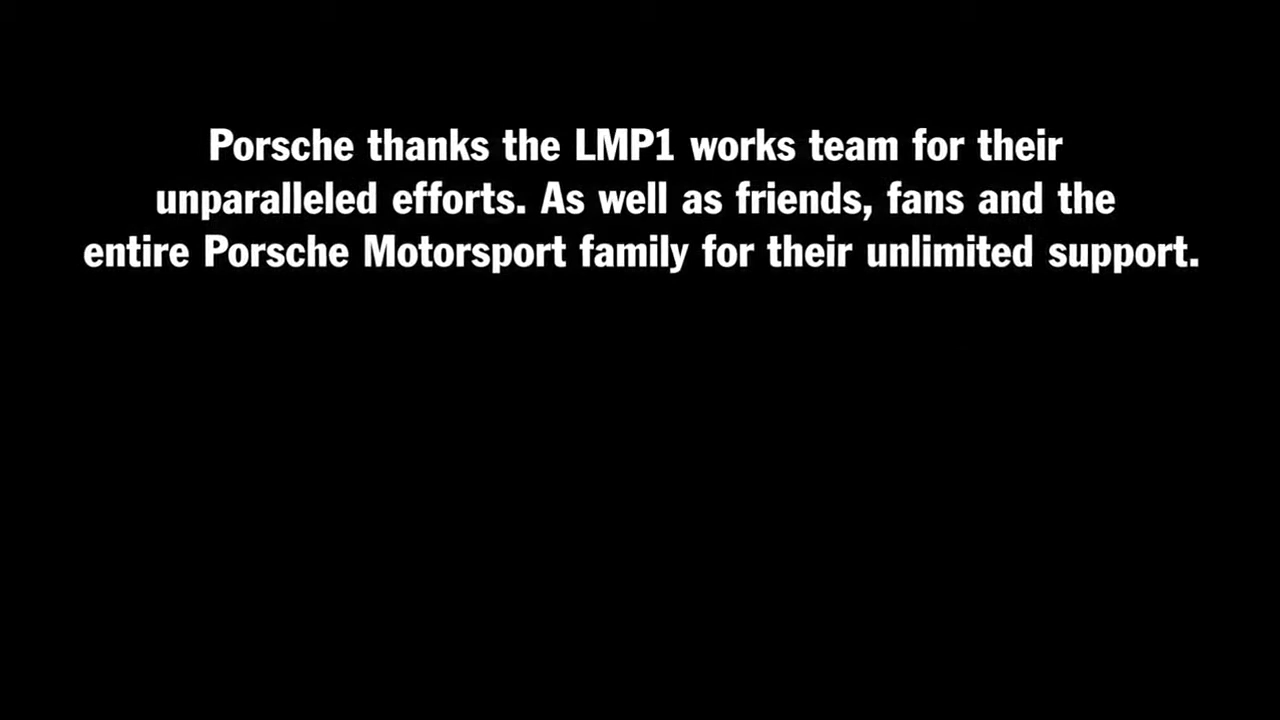 Porsche thanks the LMP1 works team for their
unparalleled efforts. As well as friends, fans and the
entire Porsche Motorsport family for their unlimited support.